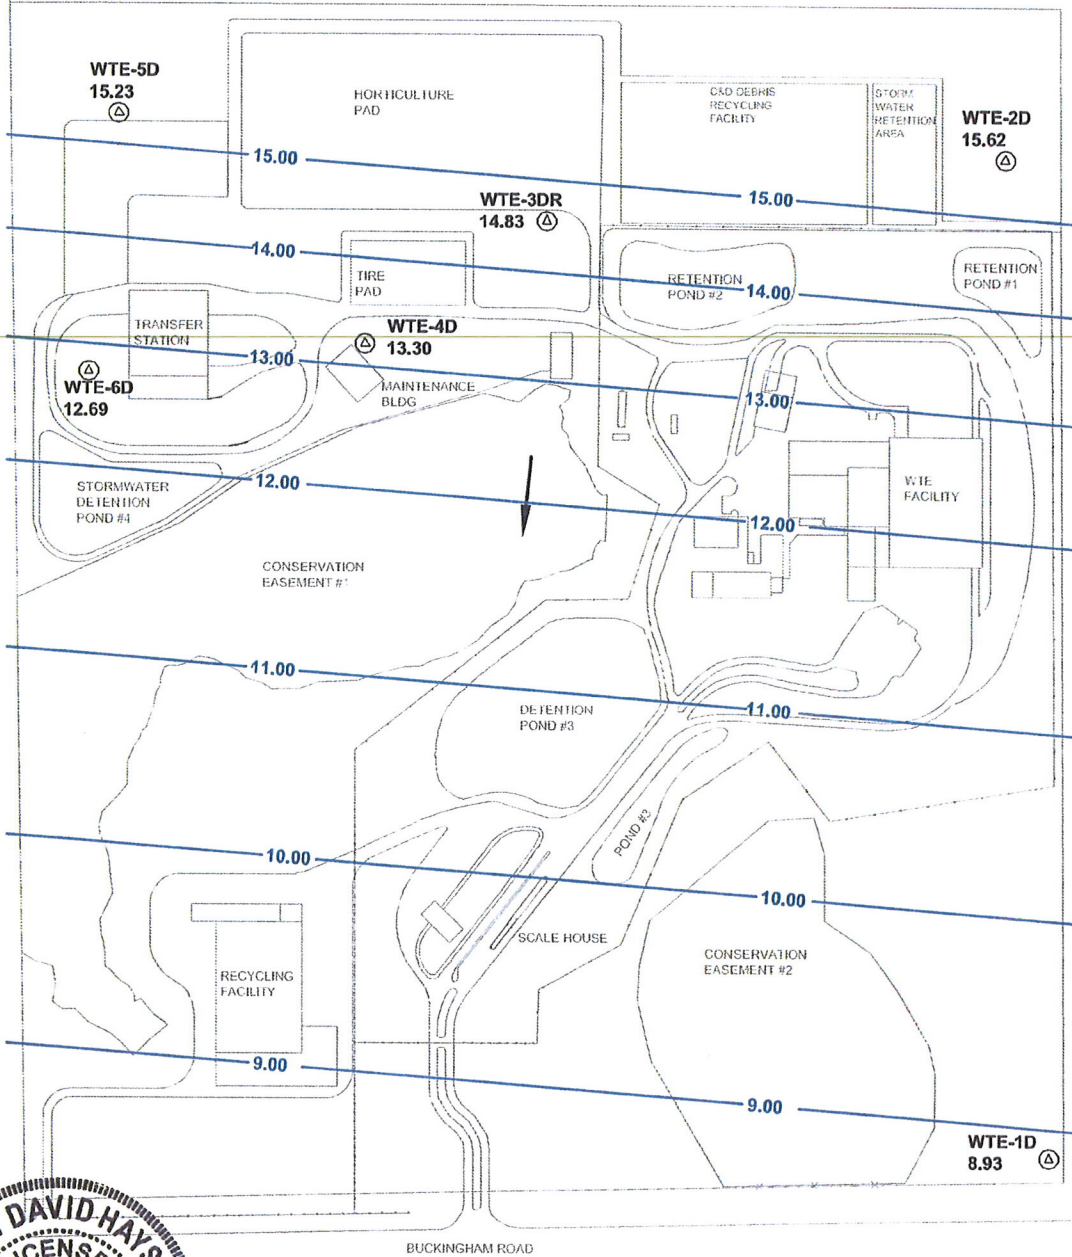 WTE-5D
15.23
HORTICULTURE
PAD
C&D DEBRIS
RECYCLING
FACILITY
STORM
WATER
RETENTION
AREA
WTE-2D
15.62
15.00
15.00
WTE-3DR
14.83
14.00
TIRE
PAD
RETENTION
POND #2
14.00
RETENTION
POND #1
TRANSFER
STATION
WTE-4D
13.30
13.00
WTE-6D
12.69
MAINTENANCE
BLDG
13.00
STORMWATER
DETENTION
POND #4
12.00
WTE
FACILITY
12.00
CONSERVATION
EASEMENT #1
11.00
DETENTION
POND #3
11.00
POND #3
10.00
10.00
SCALE HOUSE
CONSERVATION
EASEMENT #2
RECYCLING
FACILITY
9.00
9.00
WTE-1D
8.93
DAVID HAYS
BUCKINGHAM ROAD